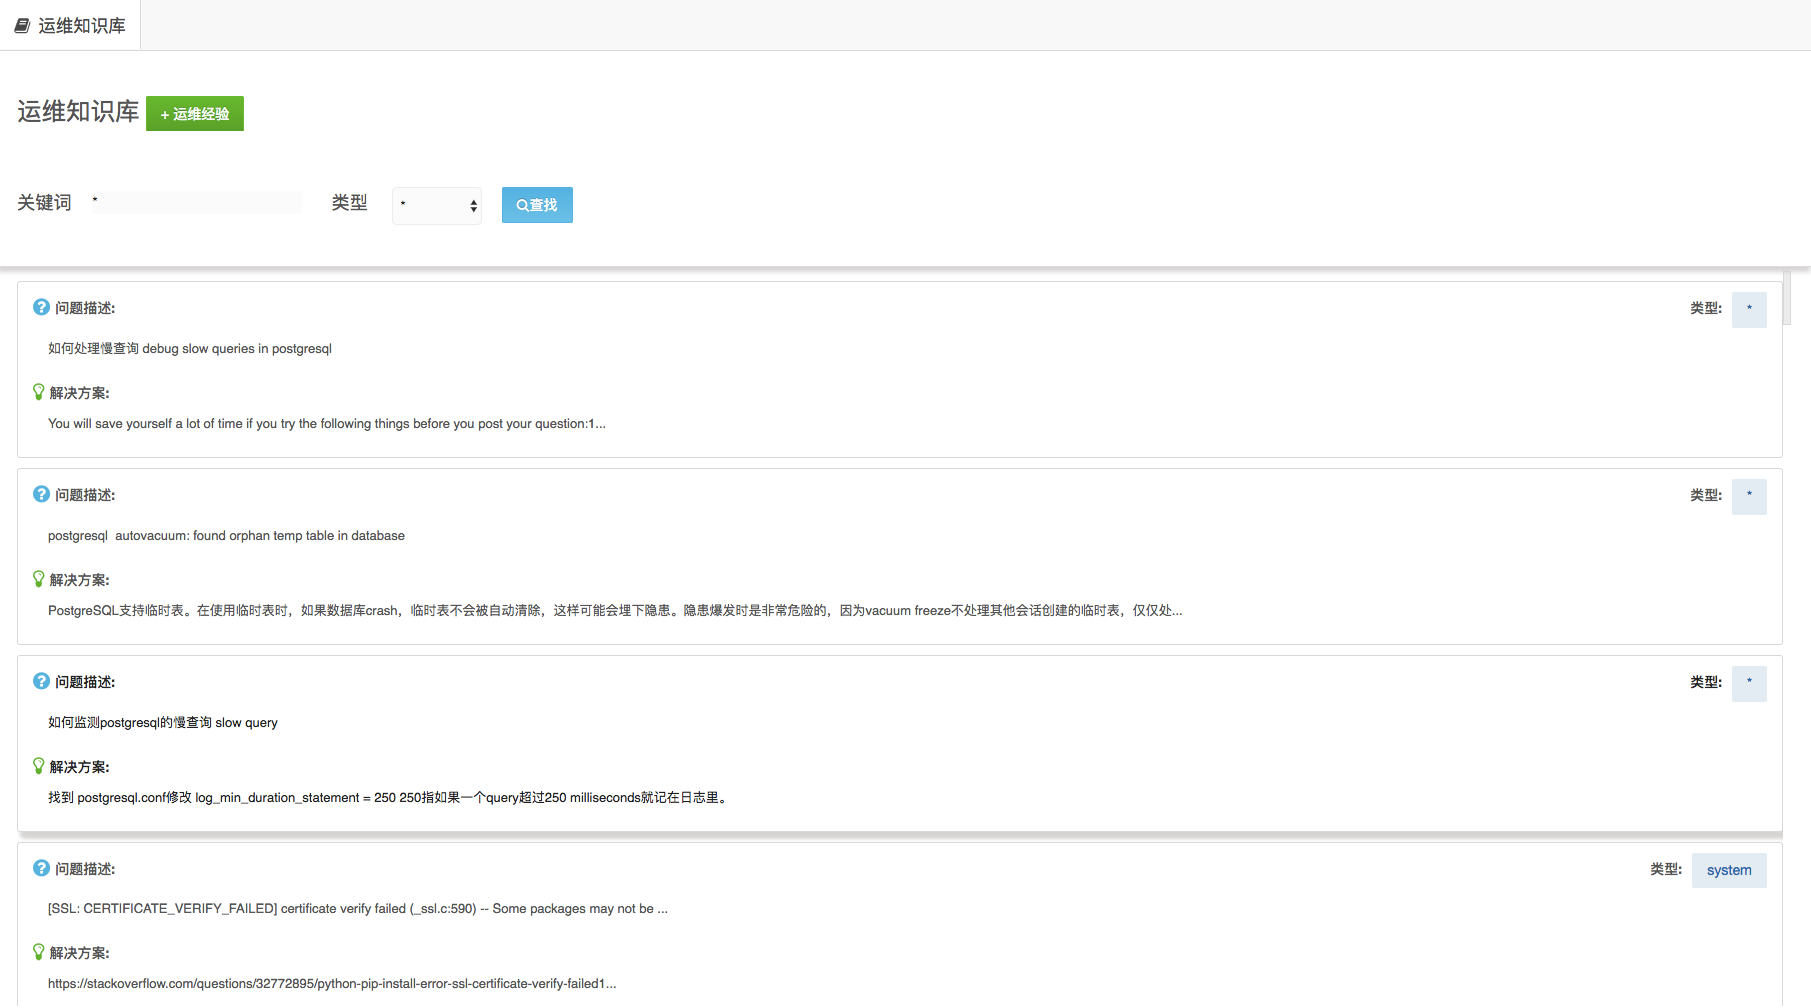 运维知识库
运维知识库 + 运维经验
关键词 * 类型 * 查找
问题描述: 类型: *
如何处理慢查询 debug slow queries in postgresql
解决方案:
You will save yourself a lot of time if you try the following things before you post your question:1...
问题描述: 类型: *
postgresql  autovacuum: found orphan temp table in database
解决方案:
PostgreSQL支持临时表。在使用临时表时，如果数据库crash，临时表不会被自动清除，这样可能会埋下隐患。隐患爆发时是非常危险的，因为vacuum freeze不处理其他会话创建的临时表，仅仅处...
问题描述: 类型: *
如何监测postgresql的慢查询 slow query
解决方案:
找到 postgresql.conf修改 log_min_duration_statement = 250 250指如果一个query超过250 milliseconds就记在日志里。
问题描述: 类型: system
[SSL: CERTIFICATE_VERIFY_FAILED] certificate verify failed (_ssl.c:590) -- Some packages may not be ...
解决方案:
https://stackoverflow.com/questions/32772895/python-pip-install-error-ssl-certificate-verify-failed1...